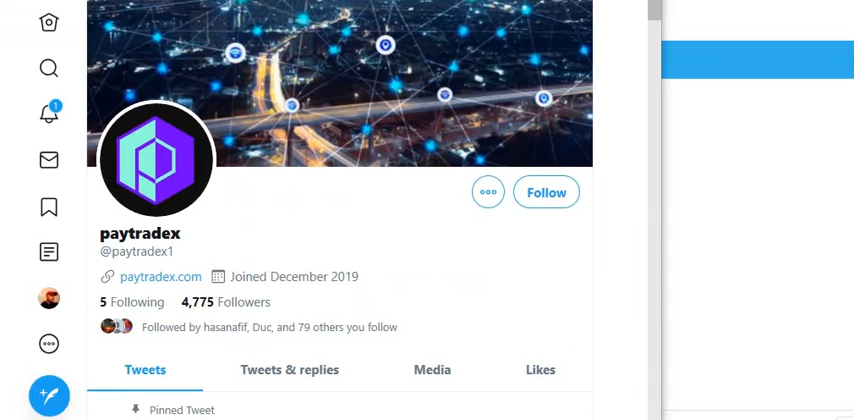 1
Follow
paytradex
@paytradex1
paytradex.com Joined December 2019
5 Following 4,775 Followers
Followed by hasanafif, Duc, and 79 others you follow
Tweets Tweets & replies Media Likes
Pinned Tweet